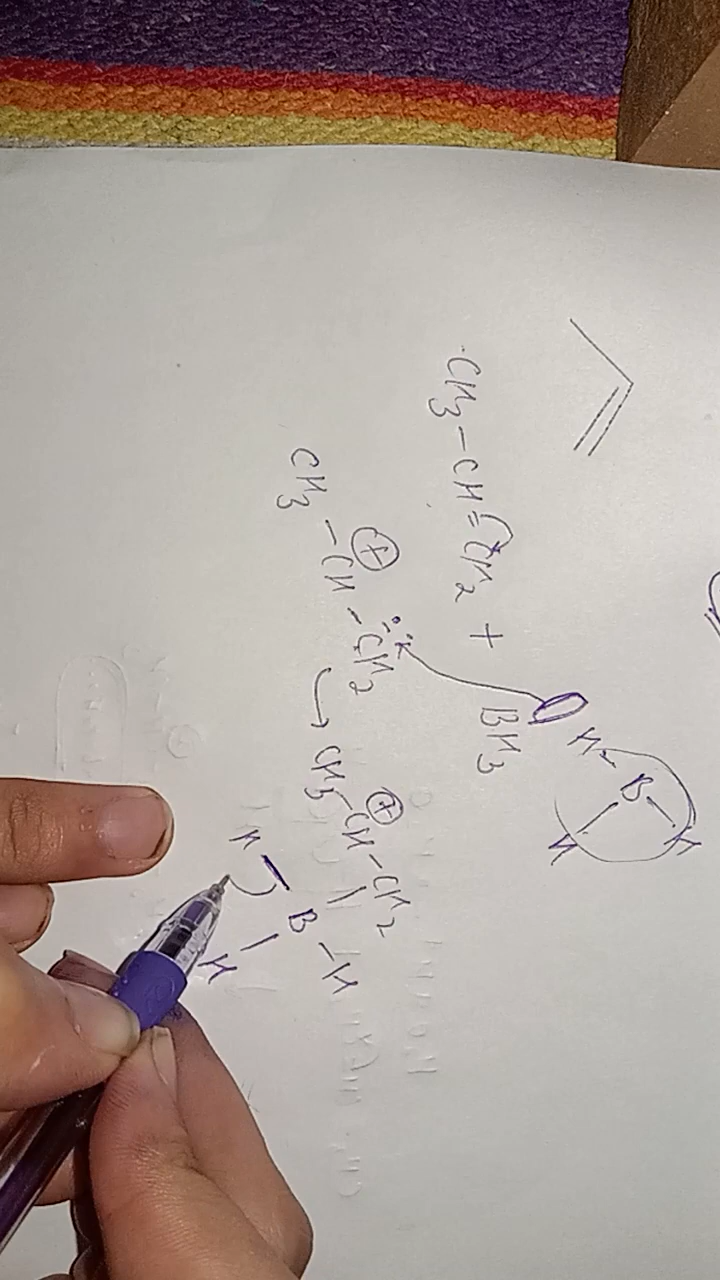 CH3-CH=CH2 + BH3
H-B-H
H
CH3-CH-CH2 → CH3-CH-CH2
⊕ ⊕
H B-H
H